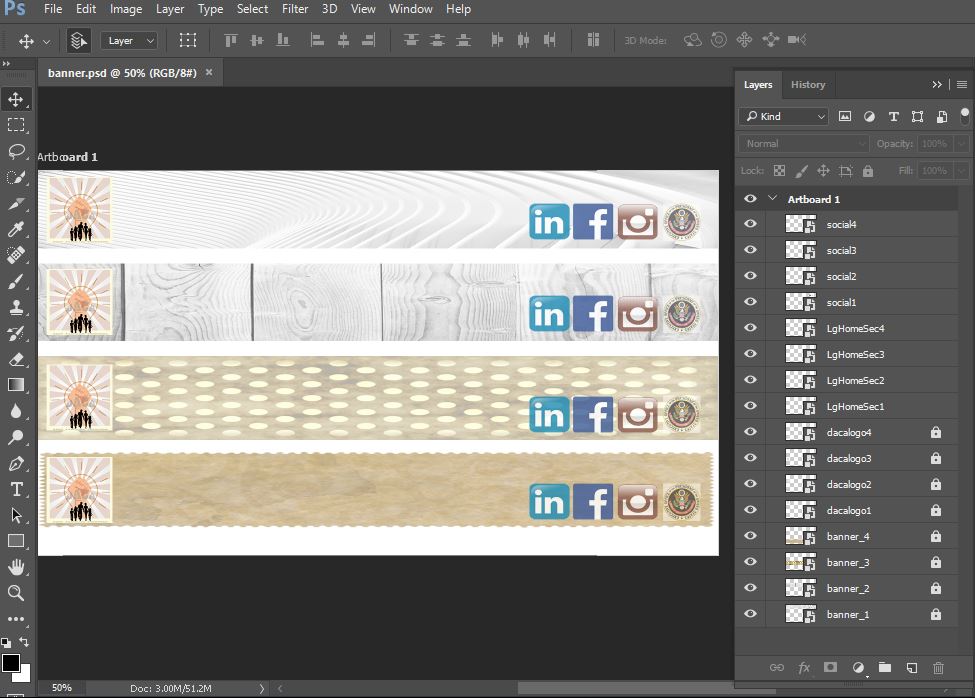 Ps File Edit Image Layer Type Select Filter 3D View Window Help
Layer 3D Mode:
banner.psd @ 50% (RGB/8#) ×
Layers History
Kind
Artboard 1
Normal Opacity: 100%
Lock: Fill: 100%
Artboard 1
in f
social4
social3
social2
social1
in f
LgHomeSec4
LgHomeSec3
LgHomeSec2
LgHomeSec1
in f
dacalogo4
dacalogo3
dacalogo2
dacalogo1
in f
banner_4
banner_3
banner_2
banner_1
50% Doc: 3.00M/51.2M